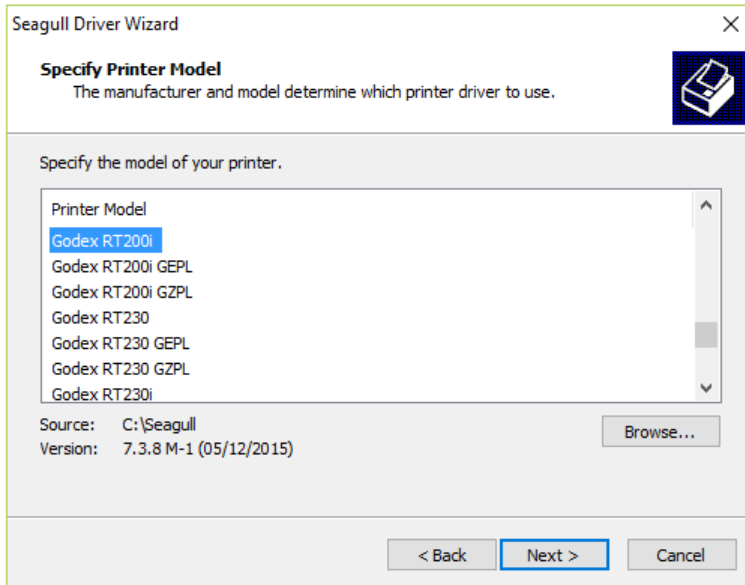 Seagull Driver Wizard
Specify Printer Model
The manufacturer and model determine which printer driver to use.
Specify the model of your printer.
Printer Model
Godex RT200i
Godex RT200i GEPL
Godex RT200i GZPL
Godex RT230
Godex RT230 GEPL
Godex RT230 GZPL
Godex RT230i
Source: C:\Seagull
Browse...
Version: 7.3.8 M-1 (05/12/2015)
< Back Next > Cancel